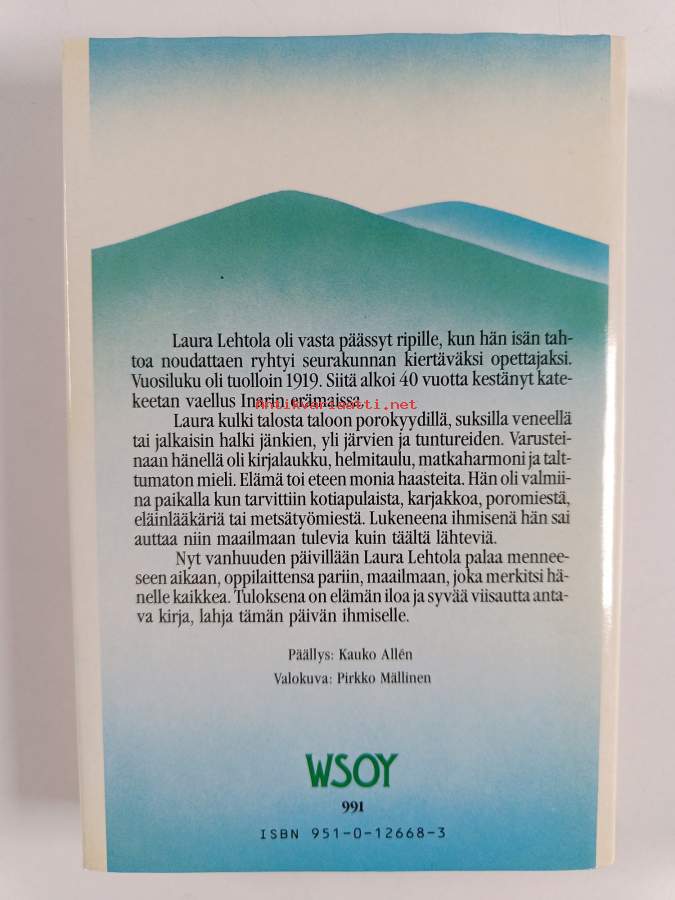 Laura Lehtola oli vasta päässyt ripille, kun hän isän tah-
toa noudattaen ryhtyi seurakunnan kiertäväksi opettajaksi.
Vuosiluku oli tuolloin 1919. Siitä alkoi 40 vuotta kestänyt kate-
keetan vaellus Inarin erämaissa.
Antikvariaatti.net
Laura kulki talosta taloon porokyydillä, suksilla veneellä
tai jalkaisin halki jänkien, yli järvien ja tuntureiden. Varustei-
naan hänellä oli kirjalaukku, helmitaulu, matkaharmoni ja talt-
tumaton mieli. Elämä toi eteen monia haasteita. Hän oli valmii-
na paikalla kun tarvittiin kotiapulaista, karjakkoa, poromiestä,
eläinlääkäriä tai metsätyömiestä. Lukeneena ihmisenä hän sai
auttaa niin maailmaan tulevia kuin täältä lähteviä.
Nyt vanhuuden päivillään Laura Lehtola palaa mennee-
seen aikaan, oppilaittensa pariin, maailmaan, joka merkitsi hä-
nelle kaikkea. Tuloksena on elämän iloa ja syvää viisautta anta-
va kirja, lahja tämän päivän ihmiselle.
Päällys: Kauko Allén
Valokuva: Pirkko Mällinen
WSOY
991
ISBN 951-0-12668-3